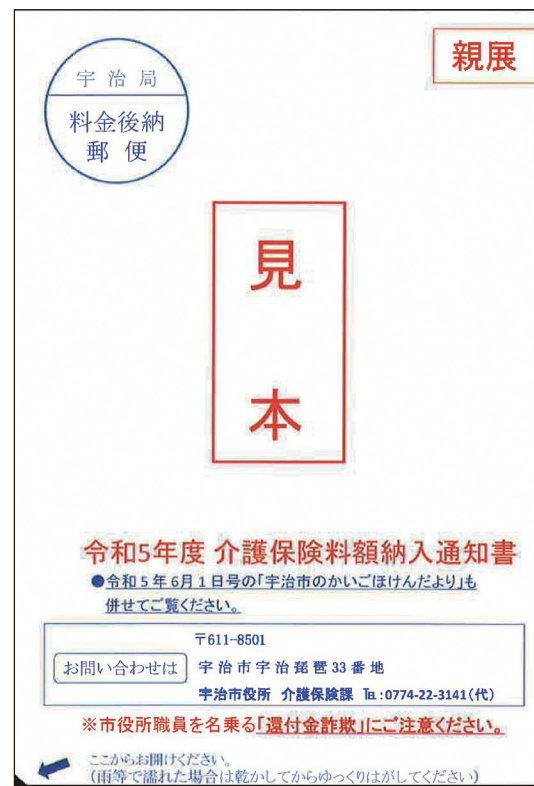 親展
宇治局
料金後納
郵便
見
本
令和5年度 介護保険料額納入通知書
●令和5年6月1日号の「宇治市のかいごほけんだより」も
併せてご覧ください。
〒611-8501
お問い合わせは
宇治市宇治琵琶33番地
宇治市役所 介護保険課 ℡:0774-22-3141(代)
※市役所職員を名乗る「還付金詐欺」にご注意ください。
ここからお開けください。
(雨等で濡れた場合は乾かしてからゆっくりはがしてください)